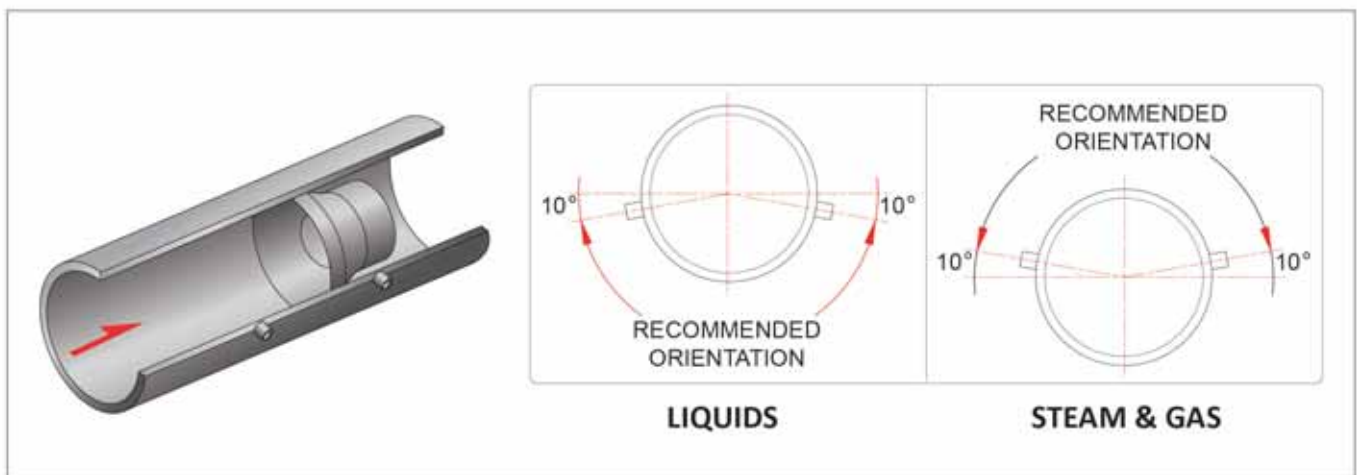 10°
10°
RECOMMENDED
ORIENTATION
LIQUIDS
RECOMMENDED
ORIENTATION
10°
10°
STEAM & GAS